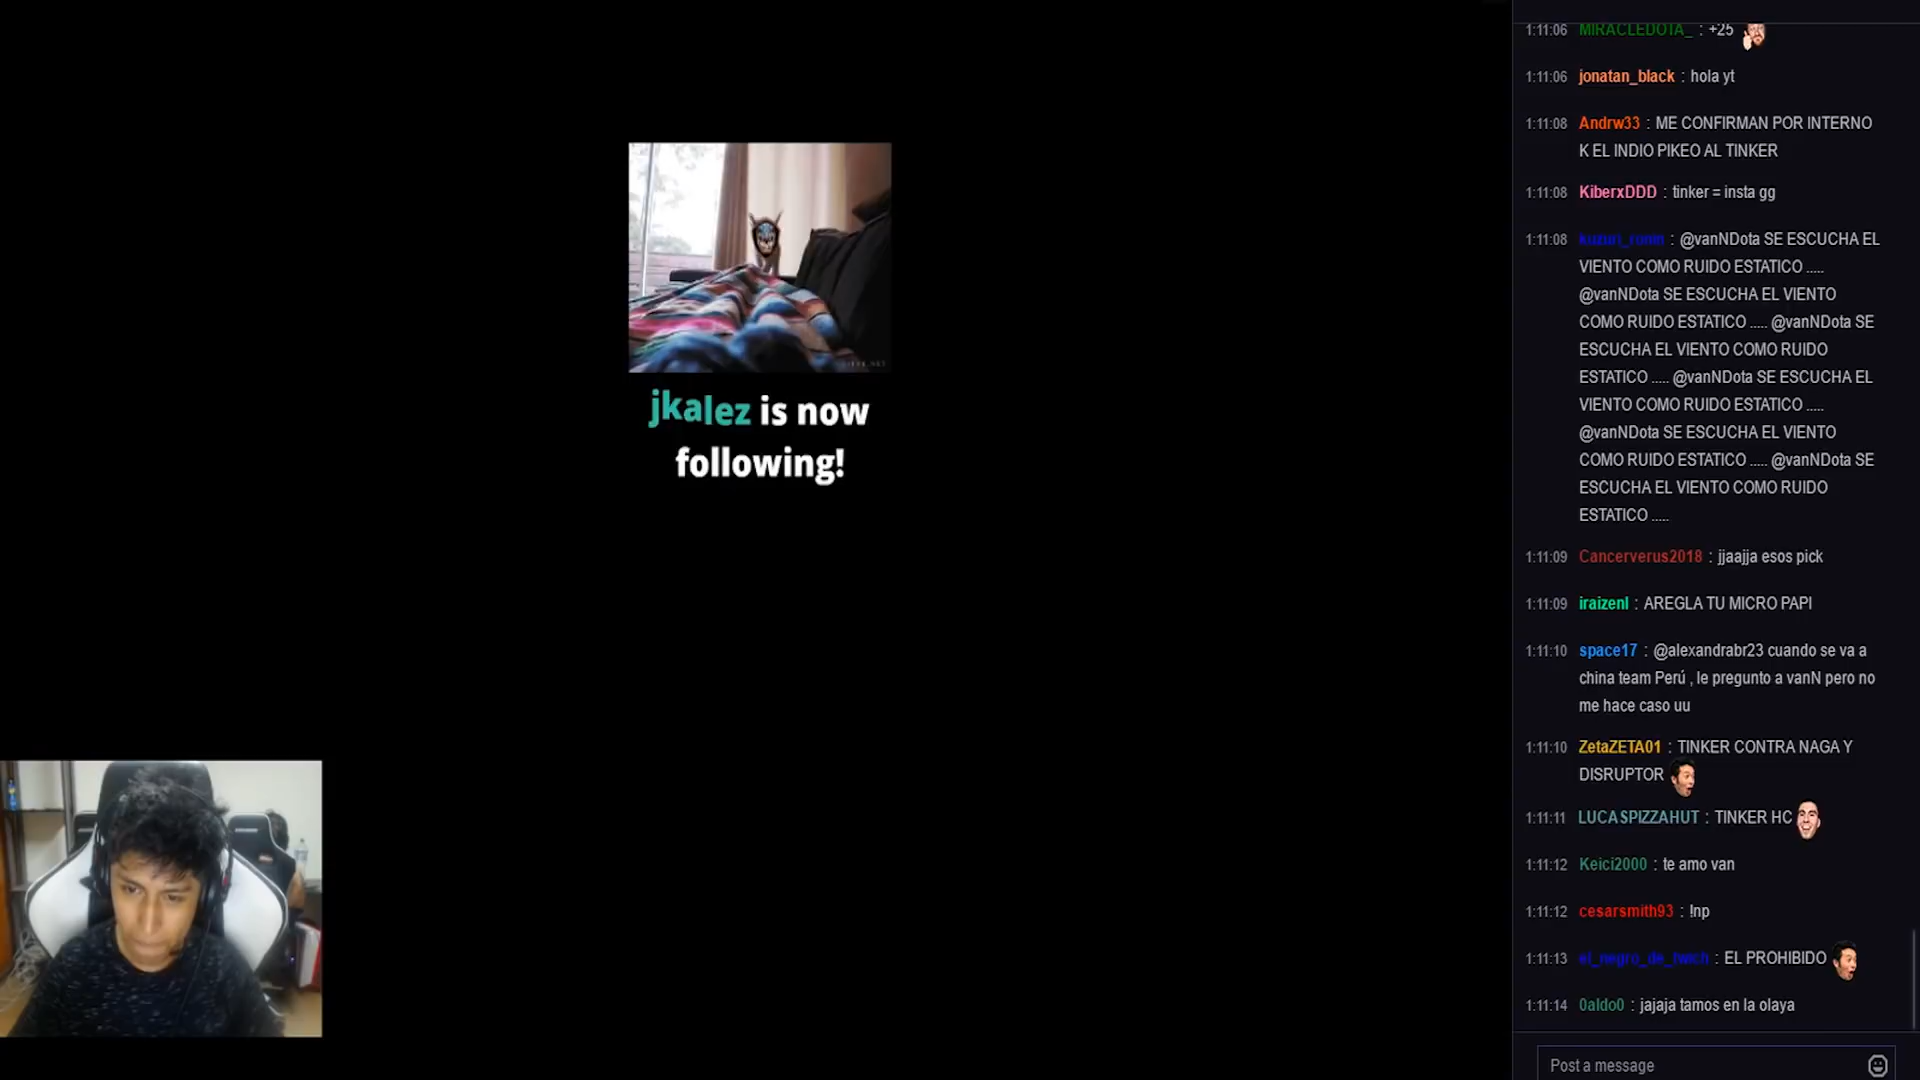 jkalez is now
following!
1:11:06 MIRACLEDOTA_ : +25
1:11:06 jonatan_black : hola yt
1:11:08 Andrw33 : ME CONFIRMAN POR INTERNO
K EL INDIO PIKEO AL TINKER
1:11:08 KiberxDDD : tinker = insta gg
1:11:08 : @vanNDota SE ESCUCHA EL
VIENTO COMO RUIDO ESTATICO .....
@vanNDota SE ESCUCHA EL VIENTO
COMO RUIDO ESTATICO ..... @vanNDota SE
ESCUCHA EL VIENTO COMO RUIDO
ESTATICO ..... @vanNDota SE ESCUCHA EL
VIENTO COMO RUIDO ESTATICO .....
@vanNDota SE ESCUCHA EL VIENTO
COMO RUIDO ESTATICO ..... @vanNDota SE
ESCUCHA EL VIENTO COMO RUIDO
ESTATICO .....
1:11:09 Cancerverus2018 : jjaajja esos pick
1:11:09 iraizenl : AREGLA TU MICRO PAPI
1:11:10 space17 : @alexandrabr23 cuando se va a
china team Perú , le pregunto a vanN pero no
me hace caso uu
1:11:10 ZetaZETA01 : TINKER CONTRA NAGA Y
DISRUPTOR
1:11:11 LUCASPIZZAHUT : TINKER HC
1:11:12 Keici2000 : te amo van
1:11:12 cesarsmith93 : !np
1:11:13 el_negro_de_twich : EL PROHIBIDO
1:11:14 0aldo0 : jajaja tamos en la olaya
Post a message